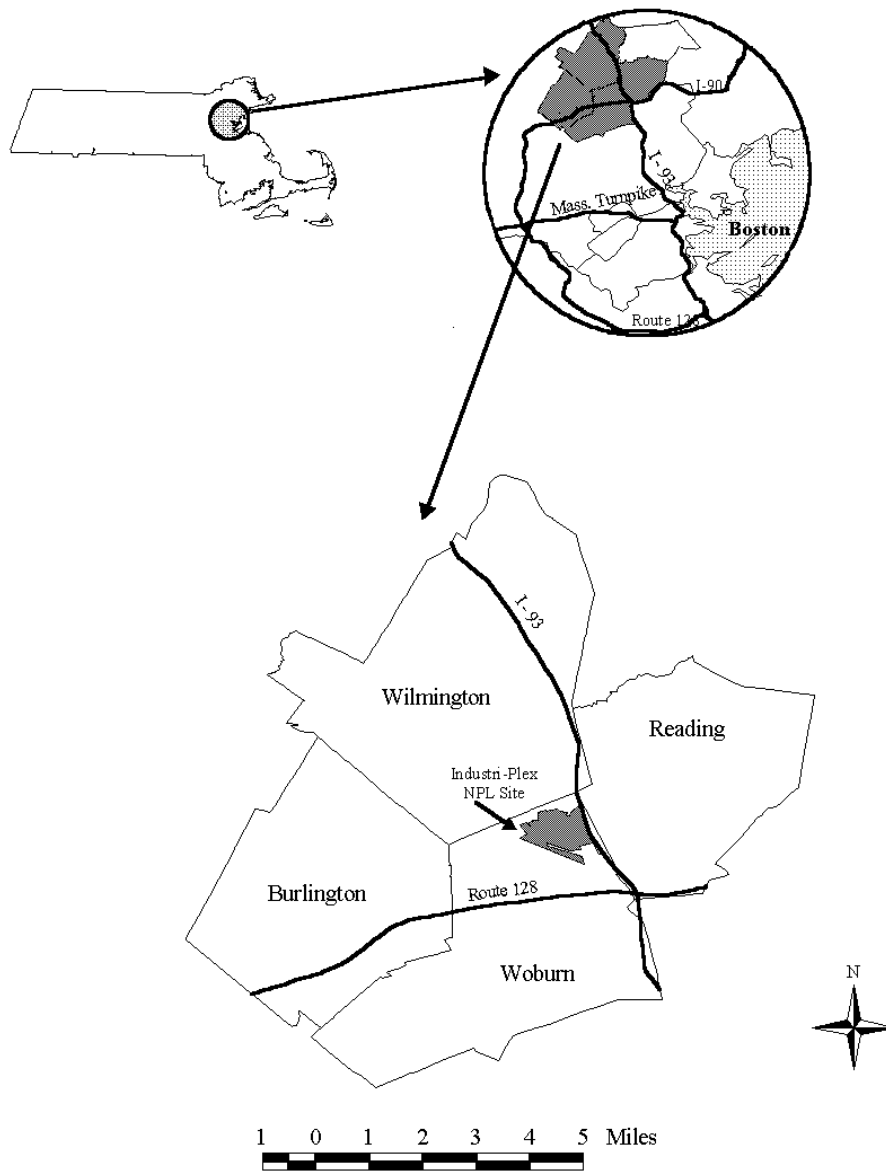 I-90
I-93
Mass. Turnpike
Boston
Route 128
I-93
Wilmington
Reading
Industri-Plex
NPL Site
Burlington
Route 128
Woburn
N
1 0 1 2 3 4 5 Miles